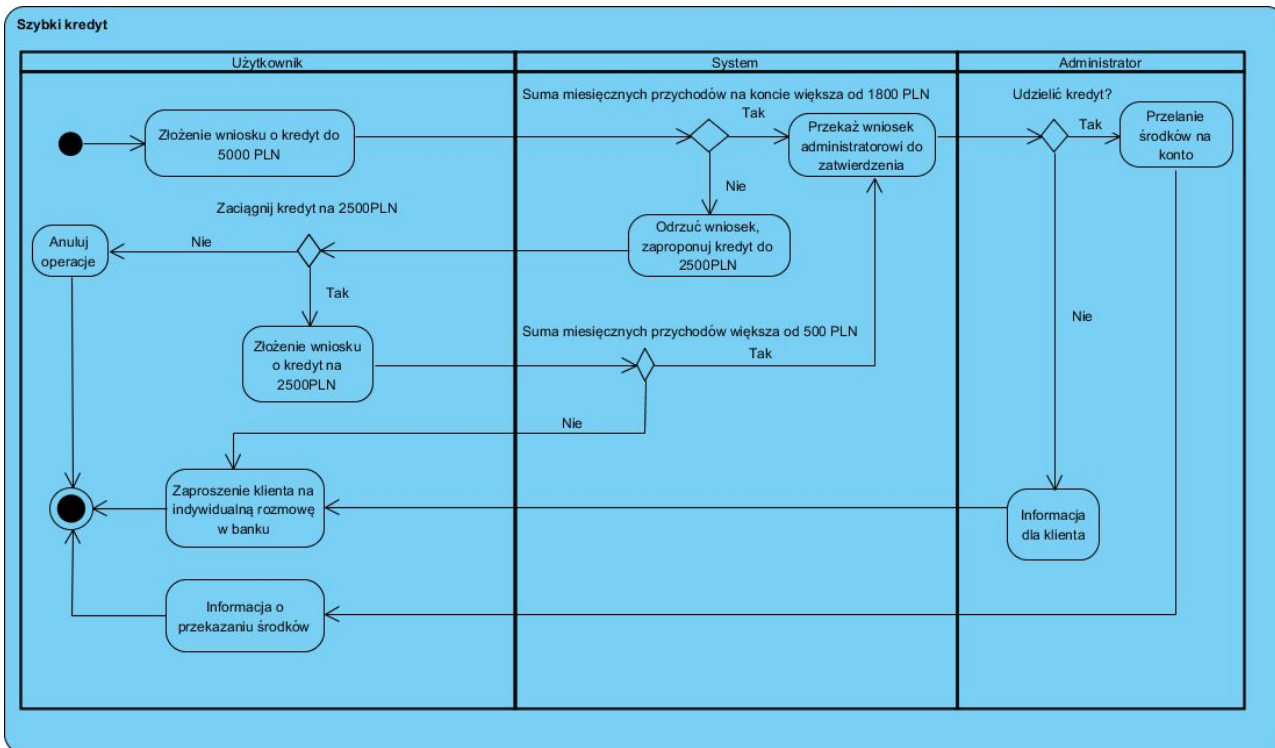 Szybki kredyt
Użytkownik
System
Administrator
Suma miesięcznych przychodów na koncie większa od 1800 PLN
Udzielić kredyt?
Złożenie wniosku o kredyt do
5000 PLN
Tak
Przekaż wniosek
administratorowi do
zatwierdzenia
Tak
Przelanie
środków na
konto
Nie
Zaciągnij kredyt na 2500PLN
Anuluj
operacje
Nie
Odrzuć wniosek,
zaproponuj kredyt do
2500PLN
Tak
Nie
Suma miesięcznych przychodów większa od 500 PLN
Złożenie wniosku
o kredyt na
2500PLN
Tak
Nie
Zaproszenie klienta na
indywidualną rozmowę
w banku
Informacja
dla klienta
Informacja o
przekazaniu środków